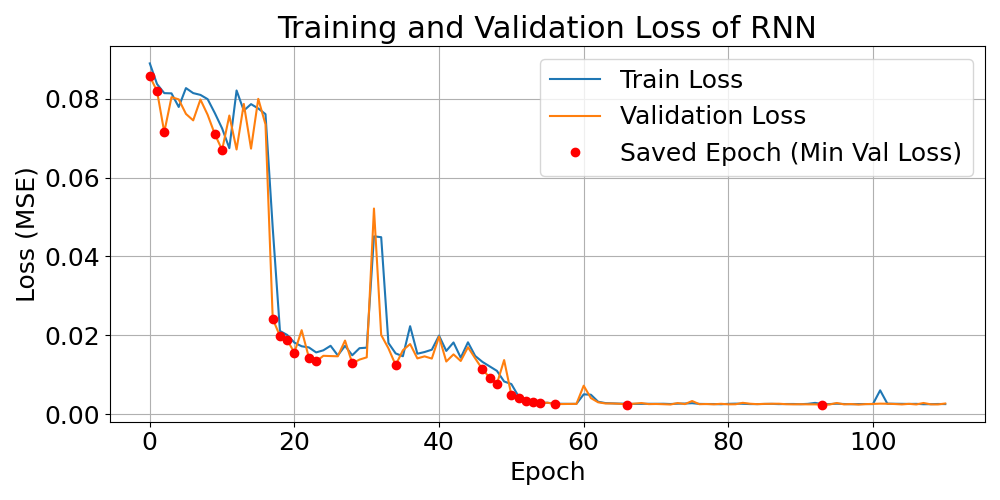 Training and Validation Loss of RNN
Train Loss
Validation Loss
Saved Epoch (Min Val Loss)
Loss (MSE)
0.08
0.06
0.04
0.02
0.00
0 20 40 60 80 100
Epoch